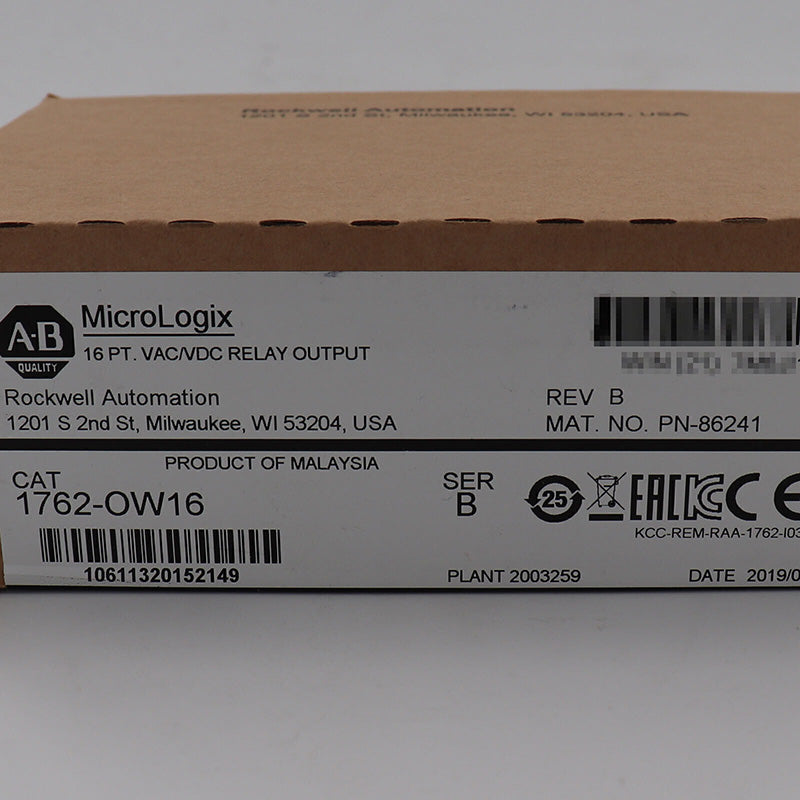 Rockwell Automation
1201 S 2nd St, Milwaukee, WI 53204, USA
A-B
QUALITY
MicroLogix
16 PT. VAC/VDC RELAY OUTPUT
Rockwell Automation
1201 S 2nd St, Milwaukee, WI 53204, USA
REV B
MAT. NO. PN-86241
PRODUCT OF MALAYSIA
CAT
1762-OW16
SER
B
25
EAC
KC
C E
KCC-REM-RAA-1762-I03
10611320152149
PLANT 2003259
DATE 2019/0